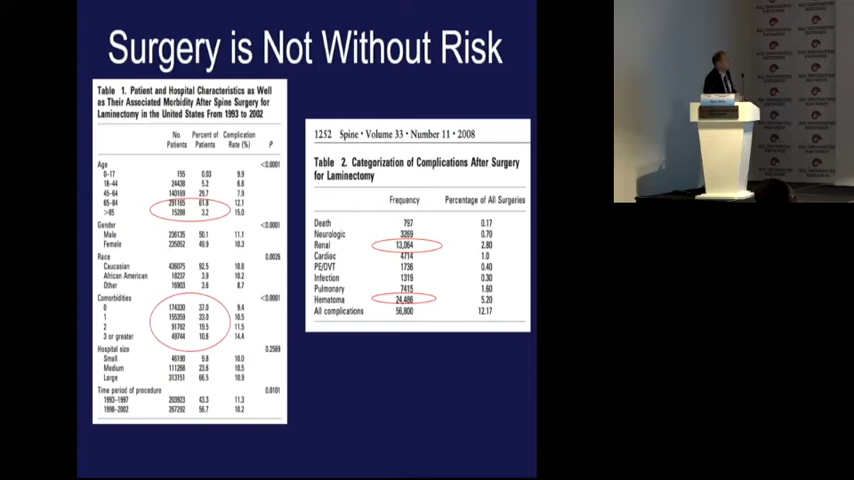 Surgery is Not Without Risk
Table 1. Patient and Hospital Characteristics as Well
as Their Associated Morbidity After Spine Surgery for
Laminectomy in the United States From 1993 to 2002
No. Patients Percent of Patients Complication Rate (%) P
Age <0.0001
0–17 155 0.03 9.9
18–44 24438 5.2 6.8
45–64 140169 29.7 7.9
65–84 291165 61.8 12.1
>85 15288 3.2 15.0
Gender <0.0001
Male 236135 50.1 11.1
Female 235052 49.9 10.3
Race 0.0026
Caucasian 436075 92.5 10.8
African American 18237 3.9 10.2
Other 16903 3.6 8.7
Comorbidities <0.0001
0 174330 37.0 9.4
1 155359 33.0 10.5
2 91782 19.5 11.5
3 or greater 49744 10.6 14.4
Hospital size 0.2569
Small 46190 9.8 10.0
Medium 111268 23.6 10.5
Large 313151 66.5 10.9
Time period of procedure 0.0101
1993–1997 203923 43.3 11.3
1998–2002 267292 56.7 10.2
1252 Spine • Volume 33 • Number 11 • 2008
Table 2. Categorization of Complications After Surgery
for Laminectomy
Frequency Percentage of All Surgeries
Death 797 0.17
Neurologic 3269 0.70
Renal 13,064 2.80
Cardiac 4714 1.0
PE/DVT 1736 0.40
Infection 1319 0.30
Pulmonary 7415 1.60
Hematoma 24,486 5.20
All complications 56,800 12.17